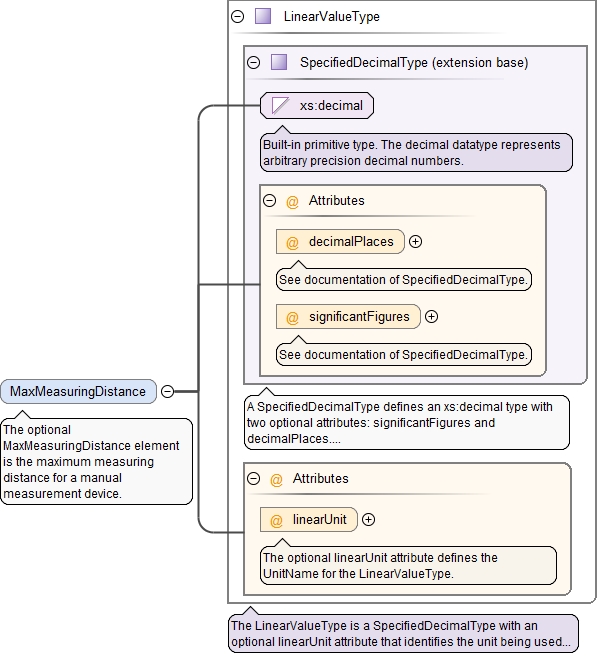 LinearValueType
SpecifiedDecimalType (extension base)
xs:decimal
Built-in primitive type. The decimal datatype represents
arbitrary precision decimal numbers.
@ Attributes
@ decimalPlaces
See documentation of SpecifiedDecimalType.
@ significantFigures
See documentation of SpecifiedDecimalType.
MaxMeasuringDistance
The optional
MaxMeasuringDistance element
is the maximum measuring
distance for a manual
measurement device.
A SpecifiedDecimalType defines an xs:decimal type with
two optional attributes: significantFigures and
decimalPlaces....
@ Attributes
@ linearUnit
The optional linearUnit attribute defines the
UnitName for the LinearValueType.
The LinearValueType is a SpecifiedDecimalType with an
optional linearUnit attribute that identifies the unit being used...